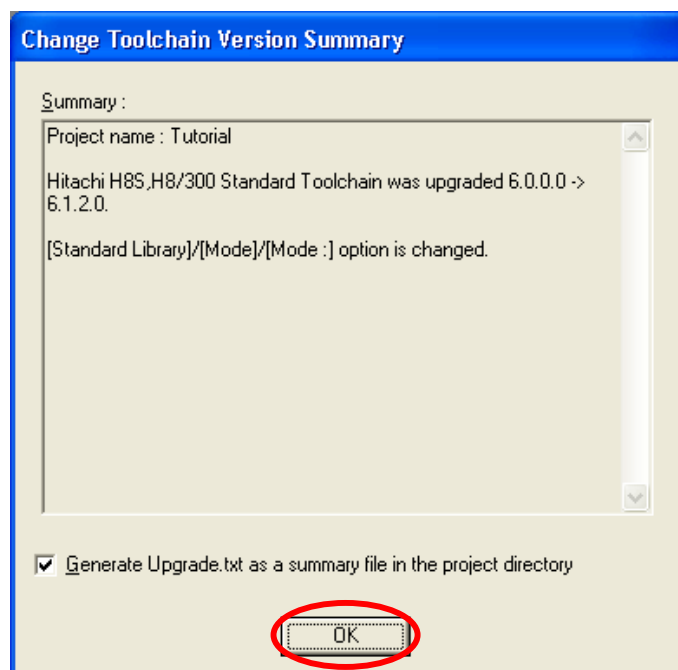 Change Toolchain Version Summary
Summary :
Project name : Tutorial
Hitachi H8S,H8/300 Standard Toolchain was upgraded 6.0.0.0 ->
6.1.2.0.
[Standard Library]/[Mode]/[Mode :] option is changed.
Generate Upgrade.txt as a summary file in the project directory
OK